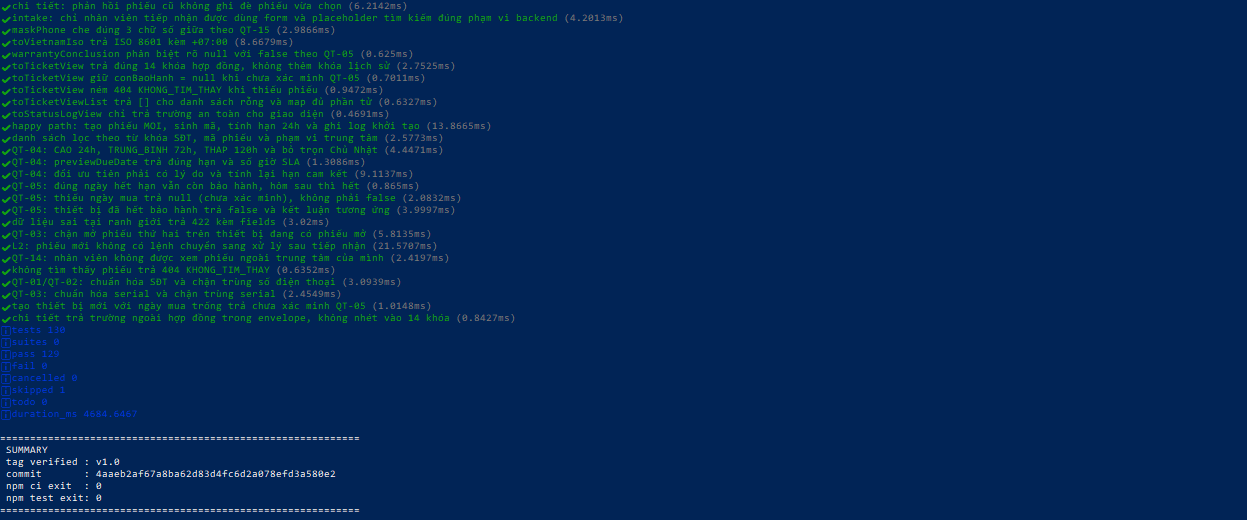 ✔chi tiết: phản hồi phiếu cũ không ghi đè phiếu vừa chọn (6.2142ms)
✔intake: chỉ nhân viên tiếp nhận được dùng form và placeholder tìm kiếm đúng phạm vi backend (4.2013ms)
✔maskPhone che đúng 3 chữ số giữa theo QT-15 (2.9866ms)
✔toVietnamIso trả ISO 8601 kèm +07:00 (8.6679ms)
✔warrantyConclusion phân biệt rõ null với false theo QT-05 (0.625ms)
✔toTicketView trả đúng 14 khóa hợp đồng, không thêm khóa lịch sử (2.7525ms)
✔toTicketView giữ conBaoHanh = null khi chưa xác minh QT-05 (0.7011ms)
✔toTicketView ném 404 KHONG_TIM_THAY khi thiếu phiếu (0.9472ms)
✔toTicketViewList trả [] cho danh sách rỗng và map đủ phần tử (0.6327ms)
✔toStatusLogView chỉ trả trường an toàn cho giao diện (0.4691ms)
✔happy path: tạo phiếu MOI, sinh mã, tính hạn 24h và ghi log khởi tạo (13.8665ms)
✔danh sách lọc theo từ khóa SĐT, mã phiếu và phạm vi trung tâm (2.5773ms)
✔QT-04: CAO 24h, TRUNG_BINH 72h, THAP 120h và bỏ trọn Chủ Nhật (4.4471ms)
✔QT-04: previewDueDate trả đúng hạn và số giờ SLA (1.3086ms)
✔QT-04: đổi ưu tiên phải có lý do và tính lại hạn cam kết (9.1137ms)
✔QT-05: đúng ngày hết hạn vẫn còn bảo hành, hôm sau thì hết (0.865ms)
✔QT-05: thiếu ngày mua trả null (chưa xác minh), không phải false (2.0832ms)
✔QT-05: thiết bị đã hết bảo hành trả false và kết luận tương ứng (3.9997ms)
✔dữ liệu sai tại ranh giới trả 422 kèm fields (3.02ms)
✔QT-03: chặn mở phiếu thứ hai trên thiết bị đang có phiếu mở (5.8135ms)
✔L2: phiếu mới không có lệnh chuyển sang xử lý sau tiếp nhận (21.5707ms)
✔QT-14: nhân viên không được xem phiếu ngoài trung tâm của mình (2.4197ms)
✔không tìm thấy phiếu trả 404 KHONG_TIM_THAY (0.6352ms)
✔QT-01/QT-02: chuẩn hóa SĐT và chặn trùng số điện thoại (3.0939ms)
✔QT-03: chuẩn hóa serial và chặn trùng serial (2.4549ms)
✔tạo thiết bị mới với ngày mua trống trả chưa xác minh QT-05 (1.0148ms)
✔chi tiết trả trường ngoài hợp đồng trong envelope, không nhét vào 14 khóa (0.8427ms)
ℹtests 130
ℹsuites 0
ℹpass 129
ℹfail 0
ℹcancelled 0
ℹskipped 1
ℹtodo 0
ℹduration_ms 4684.6467
============================================================
SUMMARY
tag verified : v1.0
commit : 4aaeb2af67a8ba62d83d4fc6d2a078efd3a580e2
npm ci exit : 0
npm test exit: 0
============================================================